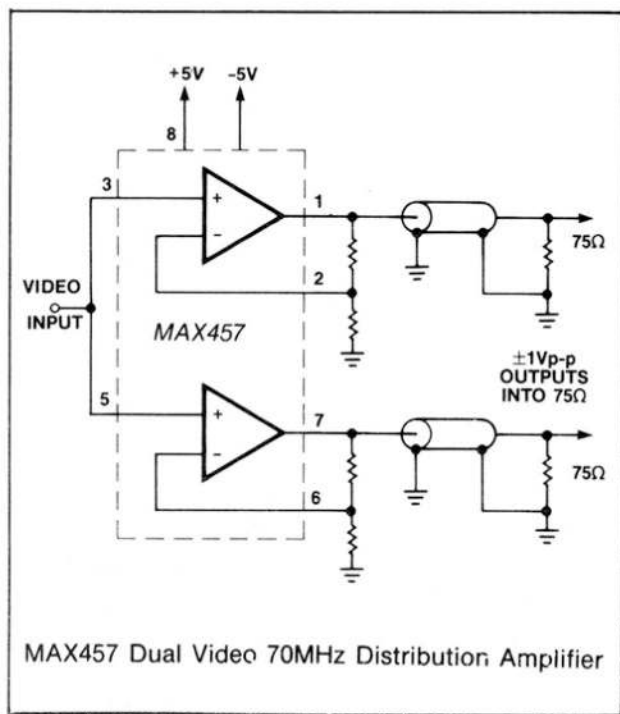 +5V -5V
8
3
1
+
-
2
VIDEO
INPUT
MAX457
75Ω
±1Vp-p
OUTPUTS
INTO 75Ω
5
7
+
-
6
75Ω
MAX457 Dual Video 70MHz Distribution Amplifier